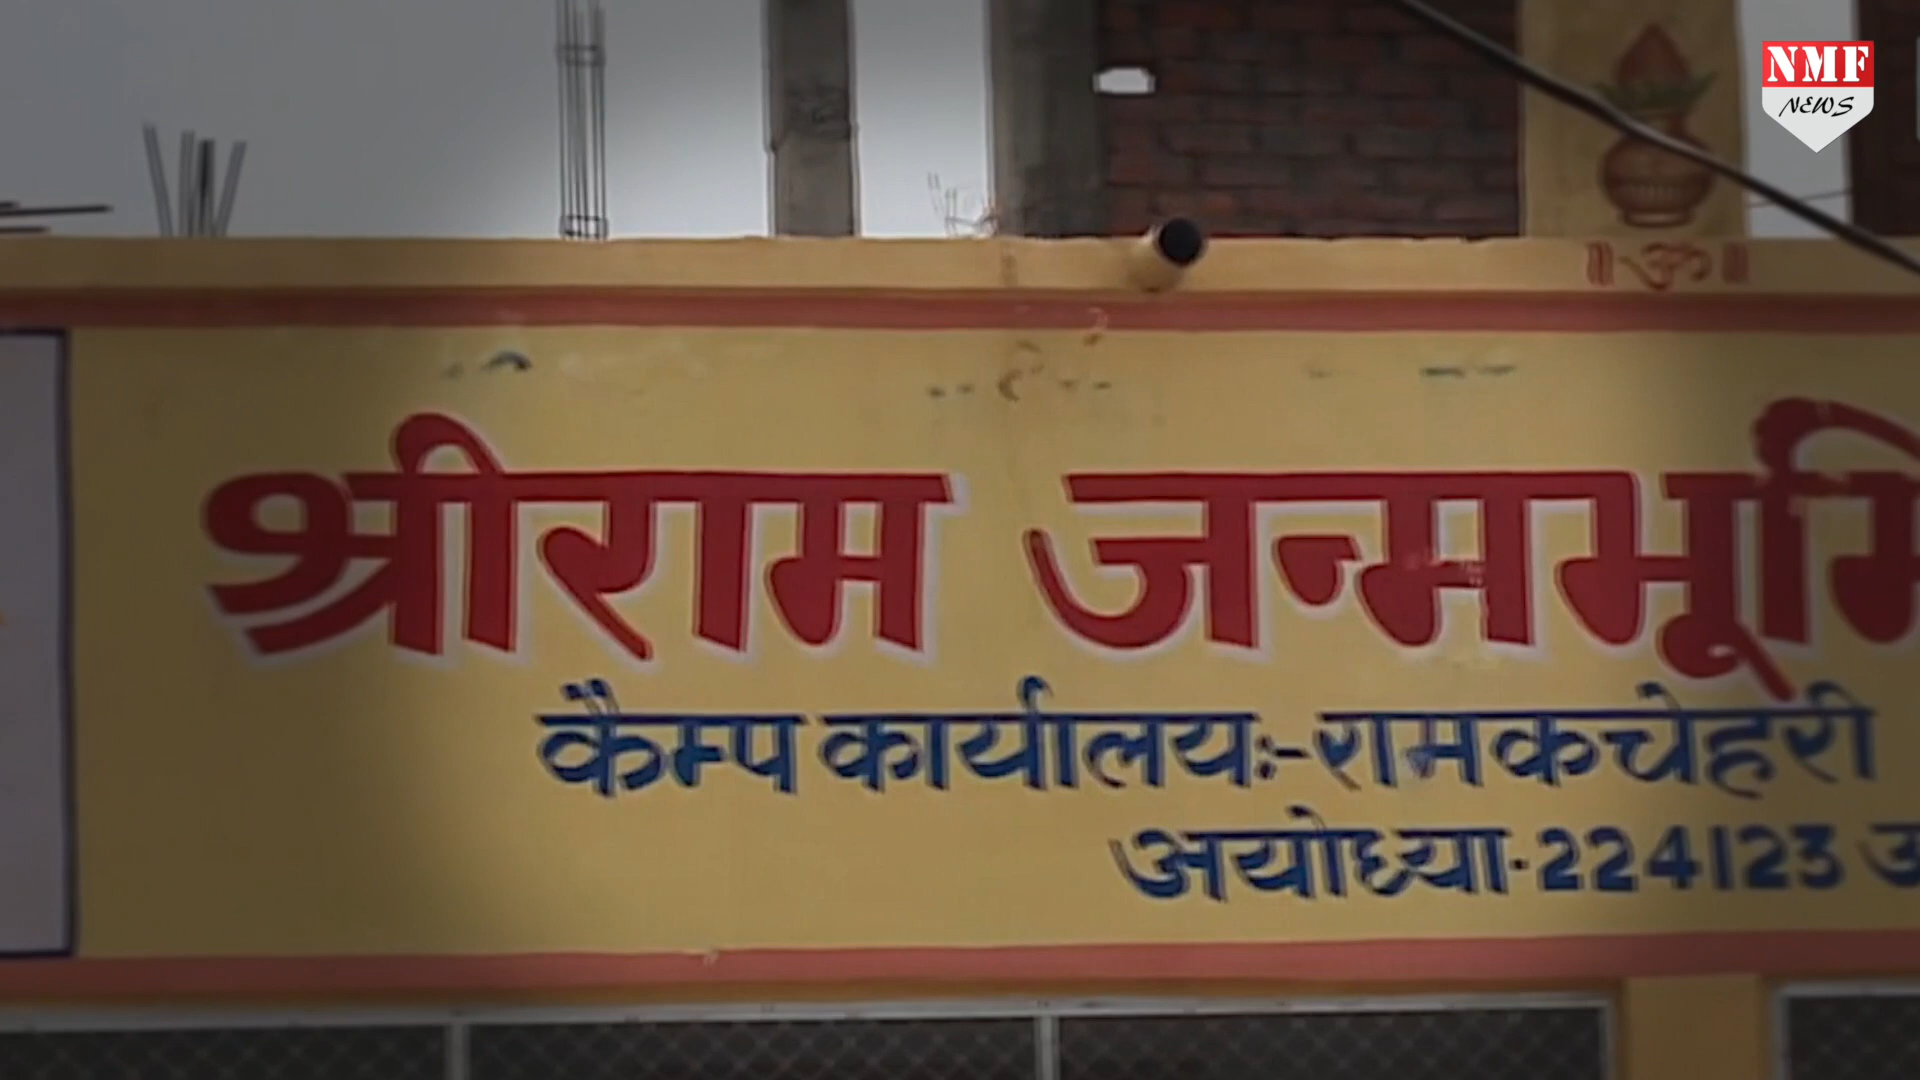 NMF
NEWS
॥ ॐ ॥
श्रीराम जन्मभूमि
कैम्प कार्यालयः-रामकचेहरी
अयोध्या-224123